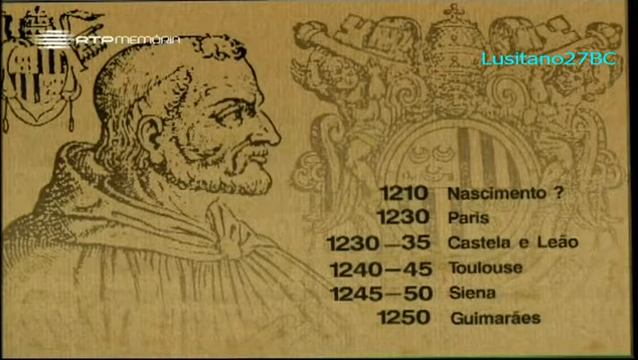 RTP MEMÓRIA
Lusitano27BC
1210 Nascimento ?
1230 Paris
1230-35 Castela e Leão
1240-45 Toulouse
1245-50 Siena
1250 Guimarães